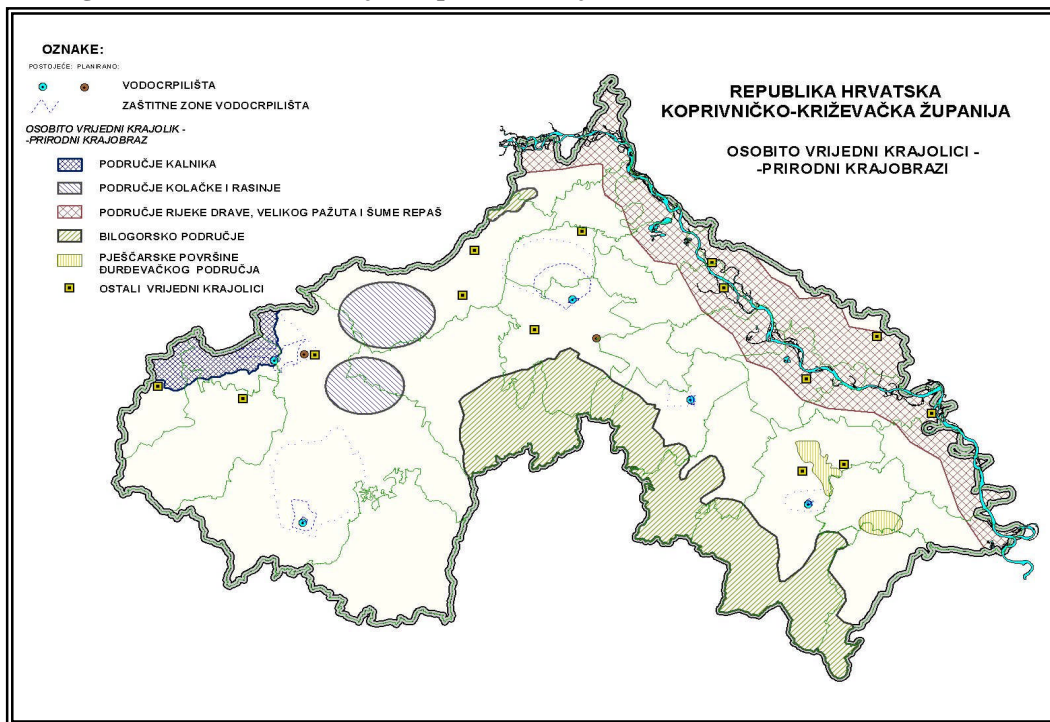 OZNAKE:
POSTOJEĆE: PLANIRANO:
VODOCRPILIŠTA
ZAŠTITNE ZONE VODOCRPILIŠTA
OSOBITO VRIJEDNI KRAJOLIK -
-PRIRODNI KRAJOBRAZ
PODRUČJE KALNIKA
PODRUČJE KOLAČKE I RASINJE
PODRUČJE RIJEKE DRAVE, VELIKOG PAŽUTA I ŠUME REPAŠ
BILOGORSKO PODRUČJE
PJEŠČARSKE POVRŠINE
ĐURĐEVAČKOG PODRUČJA
OSTALI VRIJEDNI KRAJOLICI
REPUBLIKA HRVATSKA
KOPRIVNIČKO-KRIŽEVAČKA ŽUPANIJA
OSOBITO VRIJEDNI KRAJOLICI -
-PRIRODNI KRAJOBRAZI